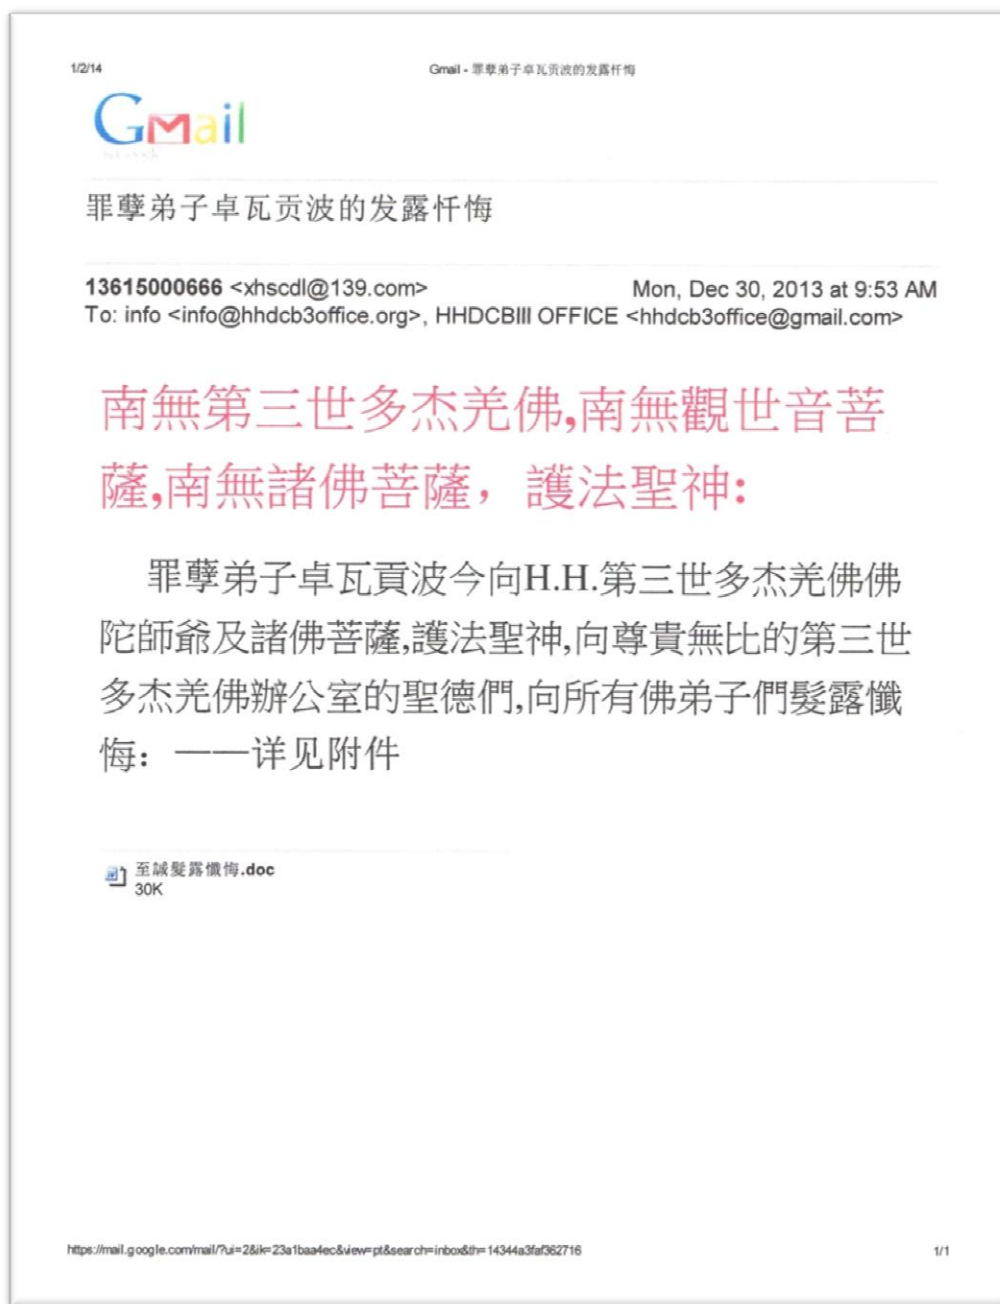 1/2/14 Gmail - 罪孽弟子卓瓦贡波的发露忏悔
Gmail
罪孽弟子卓瓦贡波的发露忏悔
13615000666 <xhscdl@139.com> Mon, Dec 30, 2013 at 9:53 AM
To: info <info@hhdcb3office.org>, HHDCBIII OFFICE <hhdcb3office@gmail.com>
南無第三世多杰羌佛,南無觀世音菩
薩,南無諸佛菩薩，護法聖神:
罪孽弟子卓瓦貢波今向H.H.第三世多杰羌佛佛
陀師爺及諸佛菩薩,護法聖神,向尊貴無比的第三世
多杰羌佛辦公室的聖德們,向所有佛弟子們髮露懺
悔：——详见附件
至誠髮露懺悔.doc
30K
https://mail.google.com/mail/?ui=2&ik=23a1baa4ec&view=pt&search=inbox&th=14344a3faf362716 1/1